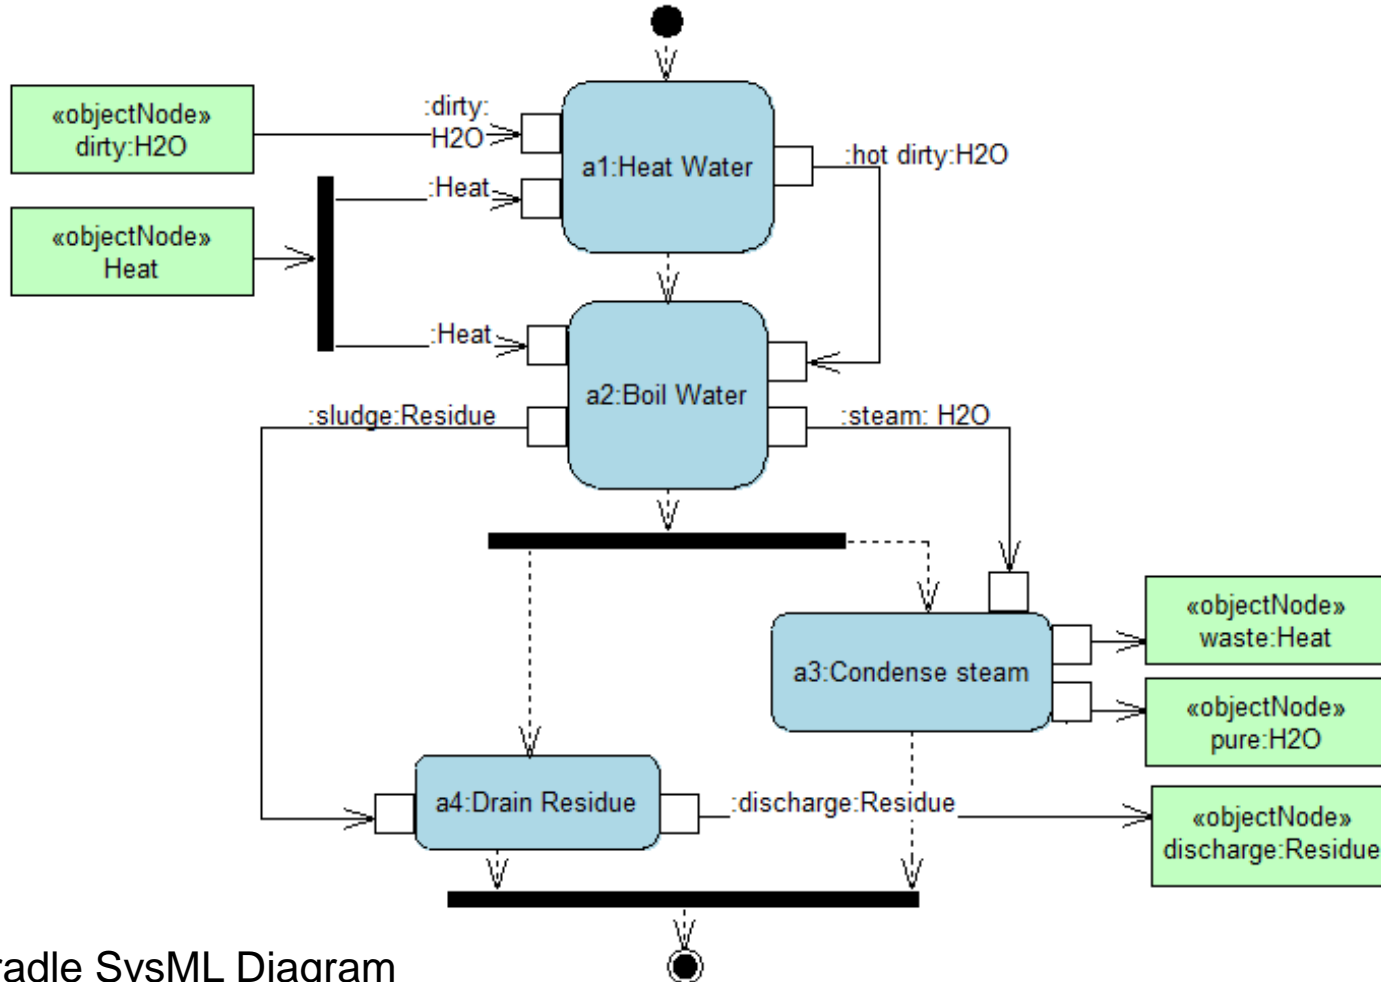 «objectNode»
dirty:H2O
:dirty:
H2O
a1:Heat Water
:hot dirty:H2O
:Heat
«objectNode»
Heat
:Heat
a2:Boil Water
:sludge:Residue
:steam: H2O
«objectNode»
waste:Heat
a3:Condense steam
«objectNode»
pure:H2O
a4:Drain Residue
:discharge:Residue
«objectNode»
discharge:Residue
radle SysML Diagram